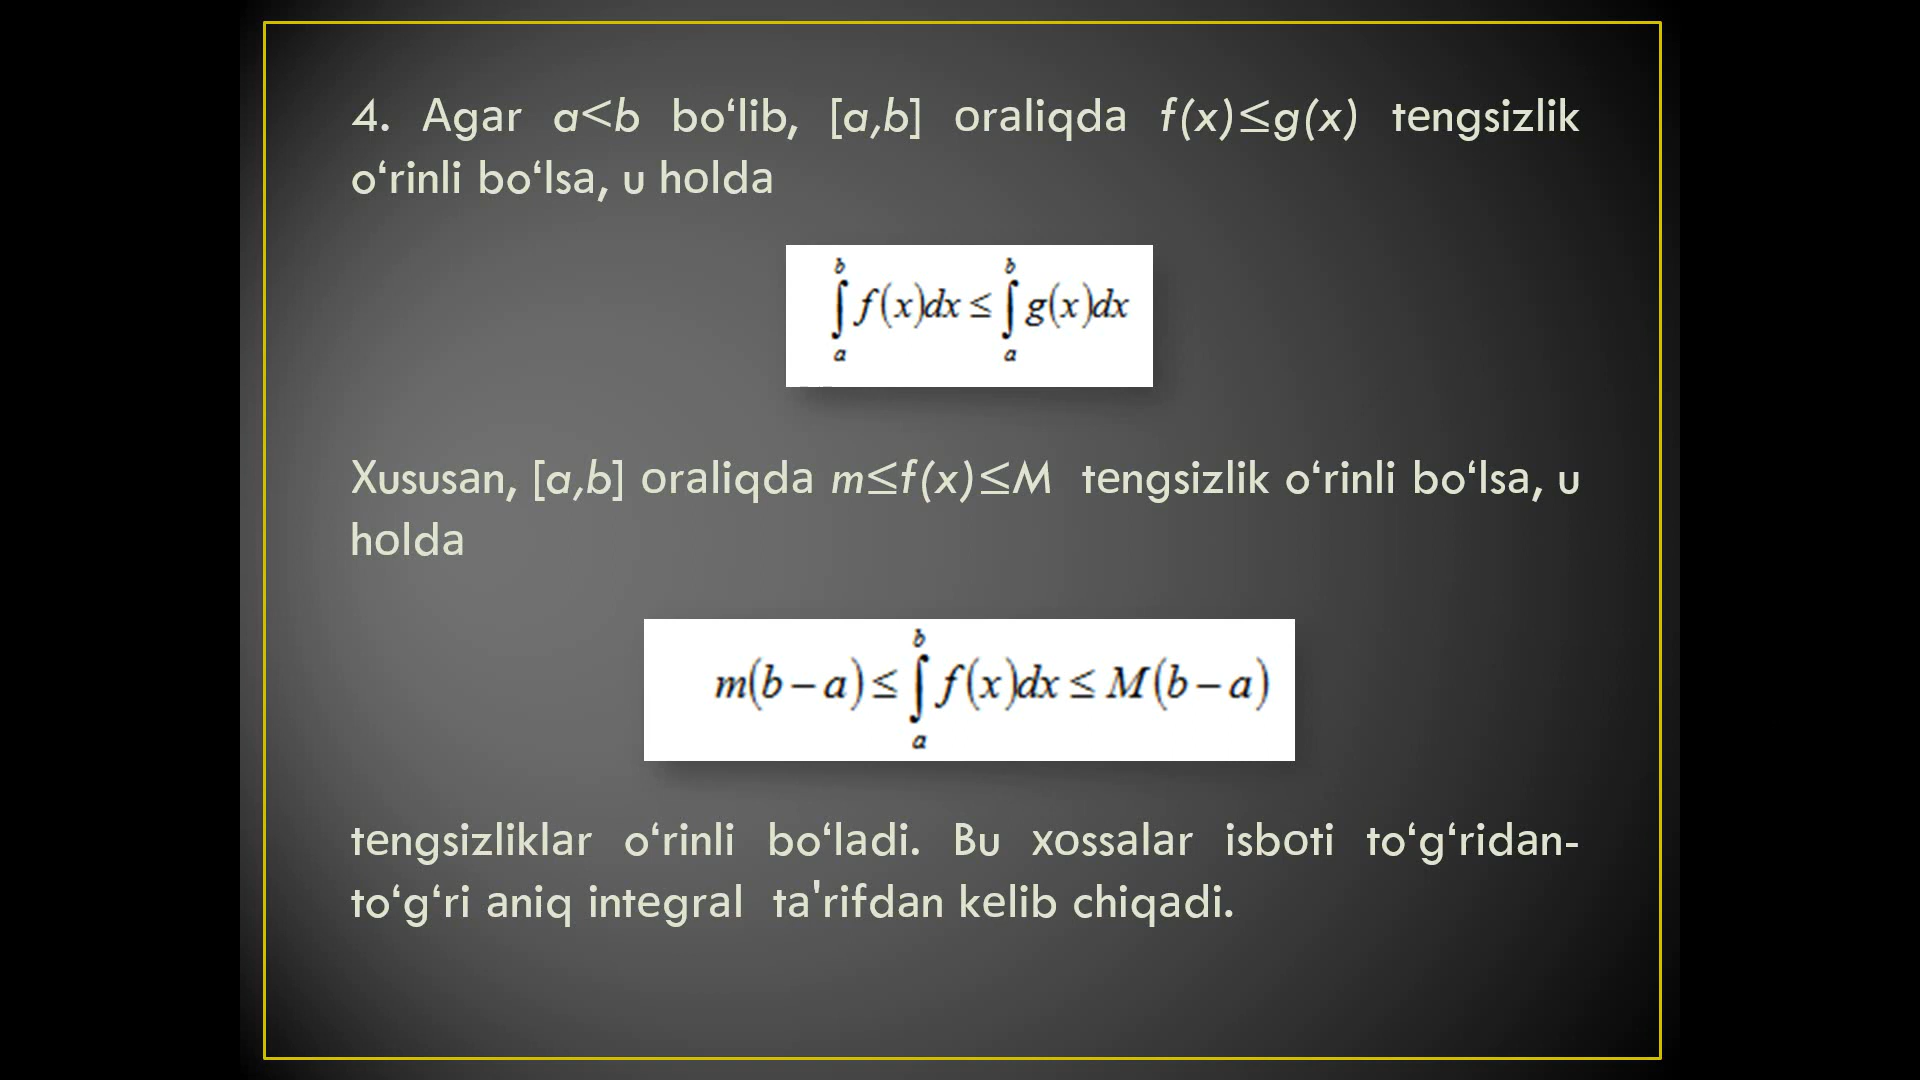 4. Agar a<b bo‘lib, [a,b] oraliqda f(x)≤g(x) tengsizlik
o‘rinli bo‘lsa, u holda
∫_a^b f(x)dx ≤ ∫_a^b g(x)dx
Xususan, [a,b] oraliqda m≤f(x)≤M tengsizlik o‘rinli bo‘lsa, u
holda
m(b−a) ≤ ∫_a^b f(x)dx ≤ M(b−a)
tengsizliklar o‘rinli bo‘ladi. Bu xossalar isboti to‘g‘ridan-
to‘g‘ri aniq integral ta'rifdan kelib chiqadi.